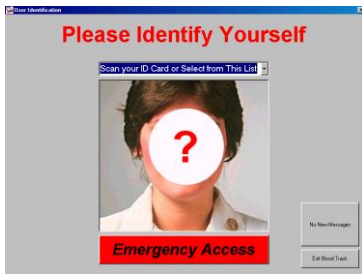 User Identification
Please Identify Yourself
Scan your ID Card or Select from This List
?
Emergency Access
No New Messages
Exit Blood Track